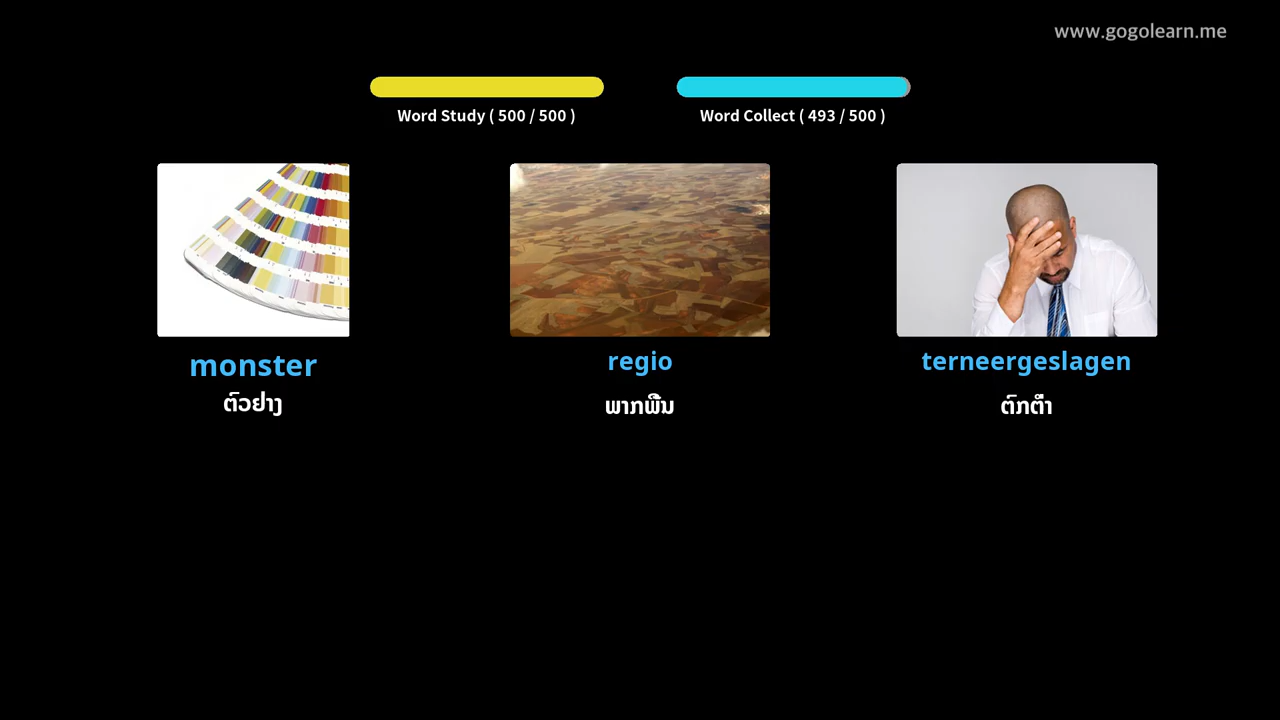 www.gogolearn.me
Word Study ( 500 / 500 )
Word Collect ( 493 / 500 )
monster
regio
terneergeslagen
ຕົວຢ່າງ
ພາກພື້ນ
ຕົກຕໍ່າ